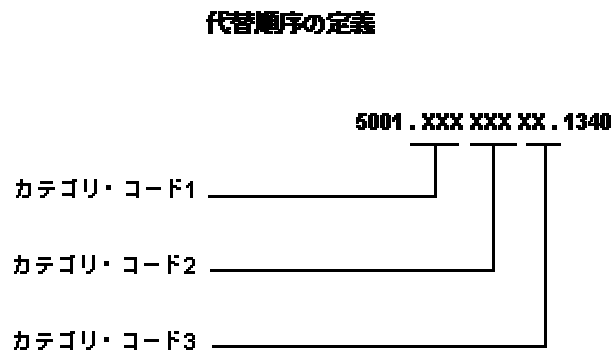 代替順序の定義
5001 . XXX XXX XX . 1340
カテゴリ・コード1
カテゴリ・コード2
カテゴリ・コード3